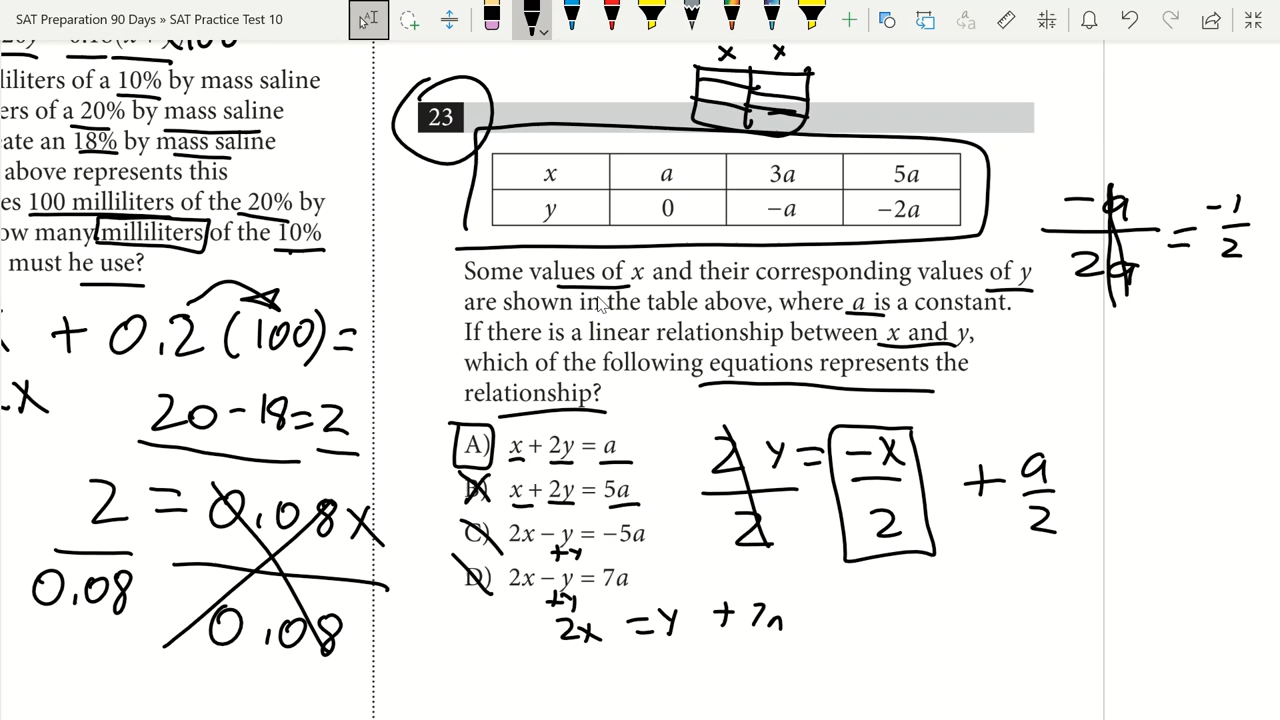 SAT Preparation 90 Days » SAT Practice Test 10
liliters of a 10% by mass saline
ers of a 20% by mass saline
ate an 18% by mass saline
above represents this
es 100 milliliters of the 20% by
ow many milliliters of the 10%
must he use?
+ 0.2 (100) =
x
20 - 18 = 2
2 = 0.08x
0.08 0.08
x x
23
x a 3a 5a
y 0 −a −2a
Some values of x and their corresponding values of y
are shown in the table above, where a is a constant.
If there is a linear relationship between x and y,
which of the following equations represents the
relationship?
A) x + 2y = a
B) x + 2y = 5a
C) 2x − y = −5a
+y
D) 2x − y = 7a
+y
2x = y + 7a
2 y = -x + a
2 2 2
-a = -1
2a 2